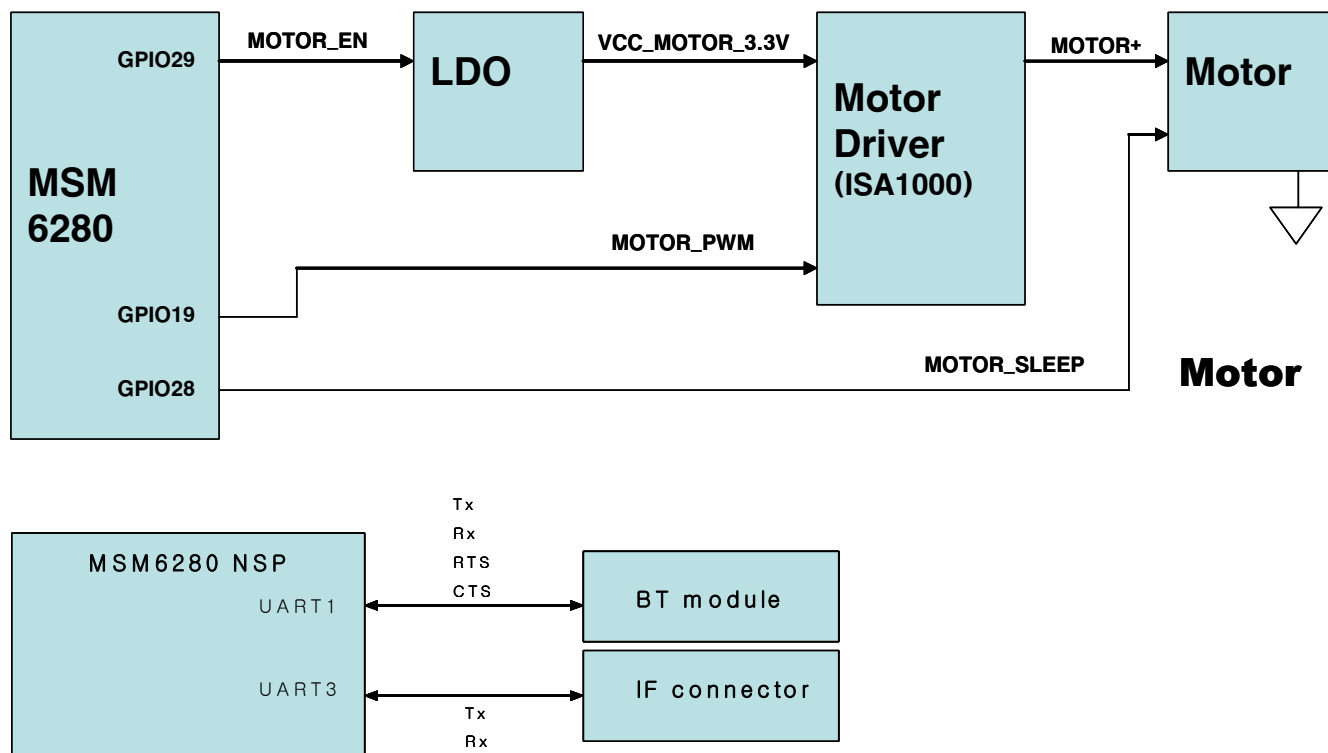 GPIO29
MOTOR_EN
LDO
VCC_MOTOR_3.3V
Motor
Driver
(ISA1000)
MOTOR+
Motor
MSM
6280
MOTOR_PWM
GPIO19
GPIO28
MOTOR_SLEEP
Motor
MSM6280 NSP
UART1
Tx
Rx
RTS
CTS
BT module
UART3
IF connector
Tx
Rx